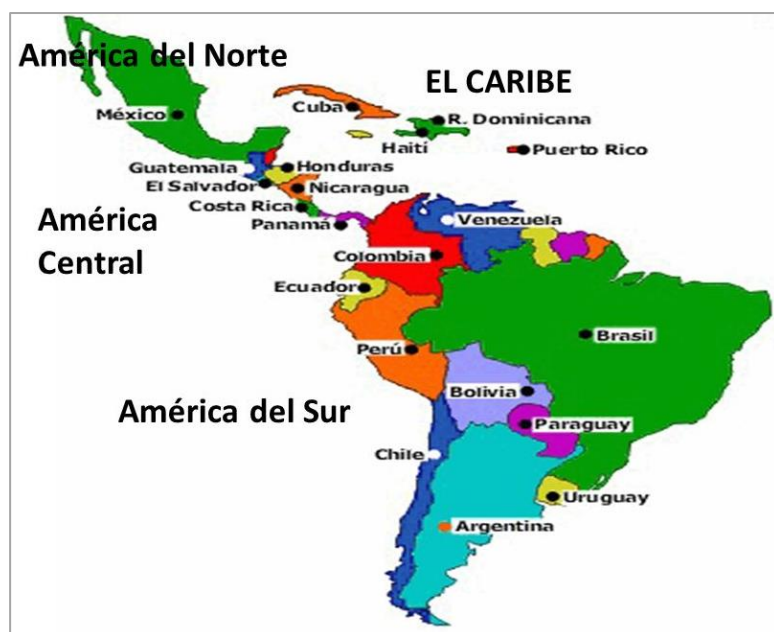 América del Norte
EL CARIBE
México
Cuba
R. Dominicana
Haití
Puerto Rico
Guatemala
Honduras
El Salvador
Nicaragua
Costa Rica
Panamá
América
Central
Venezuela
Colombia
Ecuador
Brasil
Perú
Bolivia
América del Sur
Paraguay
Chile
Uruguay
Argentina